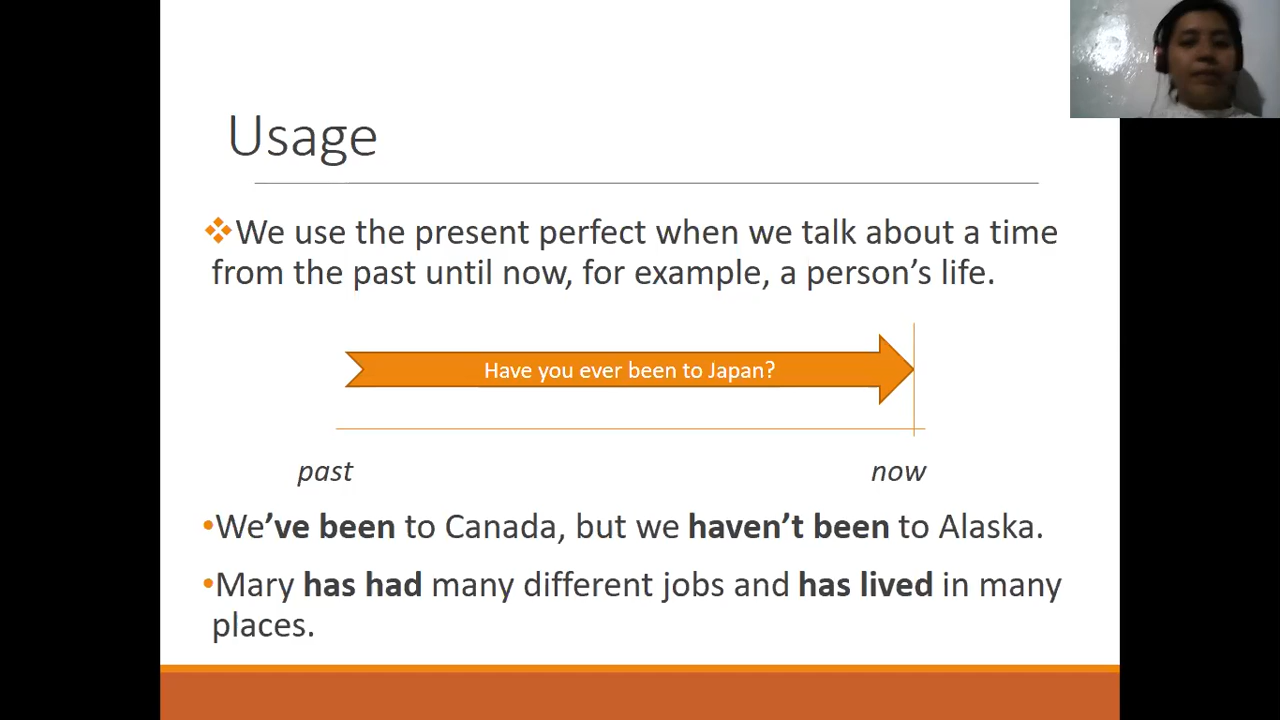 Usage
❖We use the present perfect when we talk about a time
from the past until now, for example, a person’s life.
Have you ever been to Japan?
past now
•We’ve been to Canada, but we haven’t been to Alaska.
•Mary has had many different jobs and has lived in many
places.